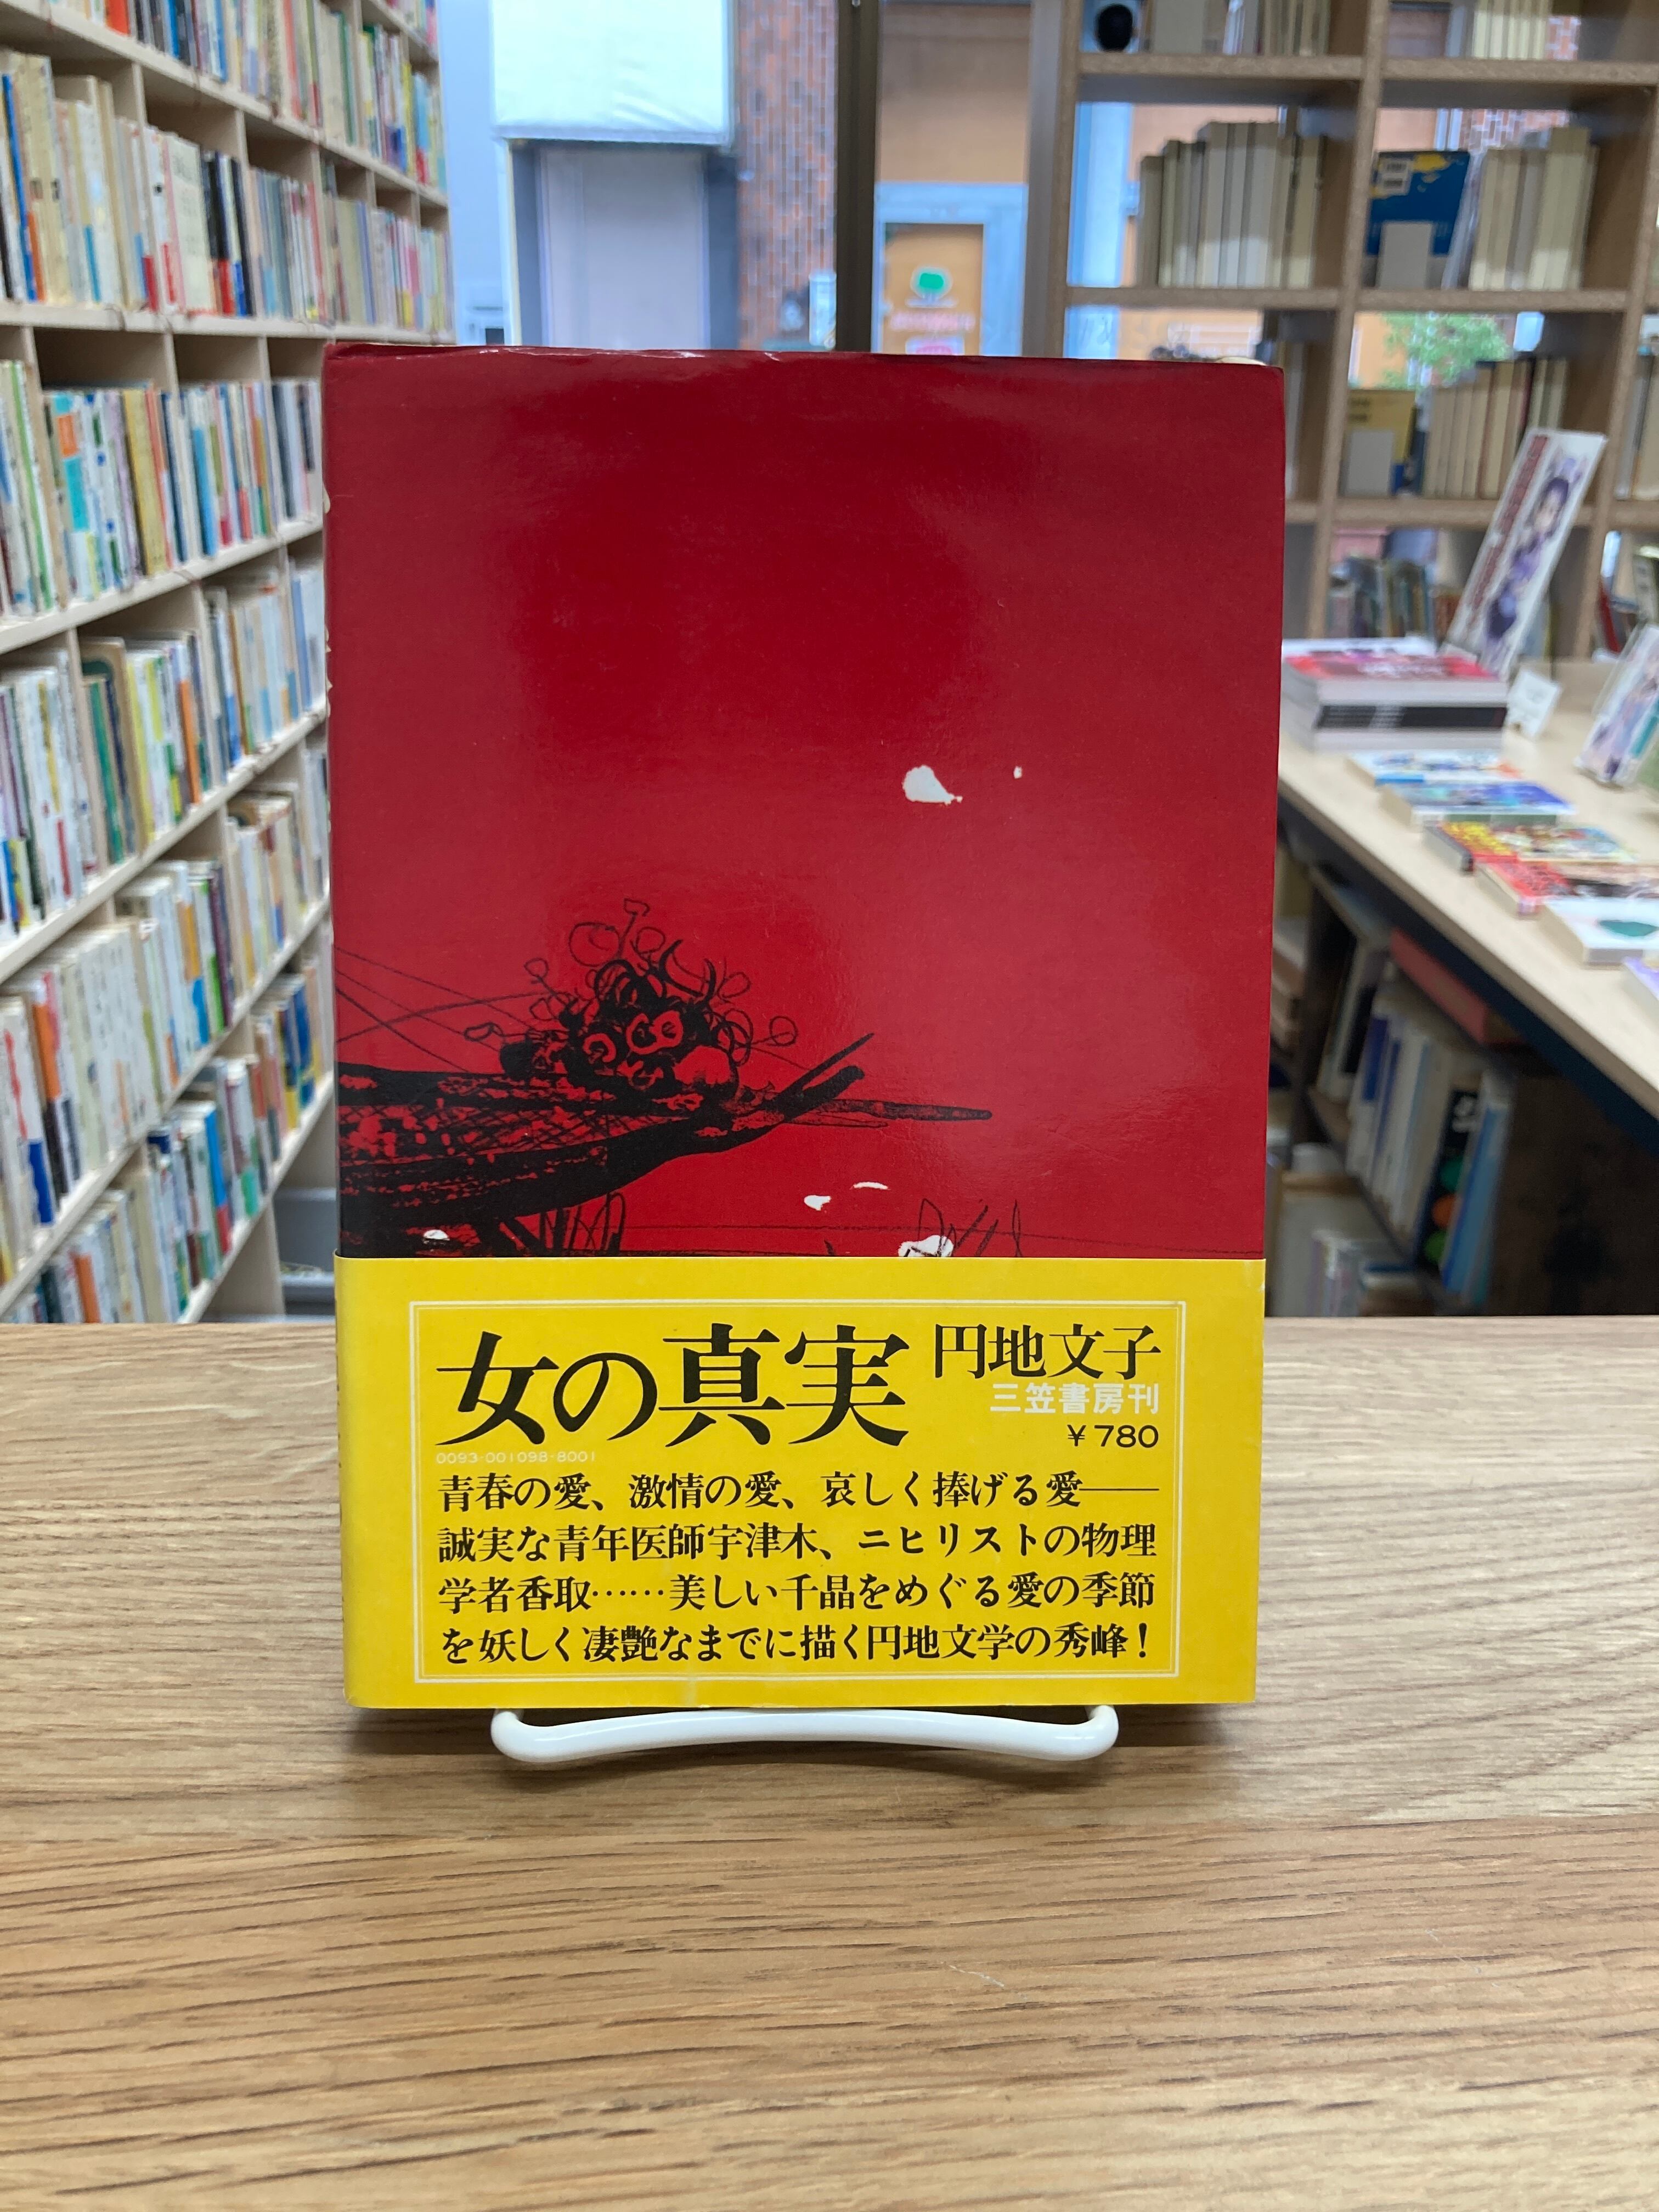 女の真実
円地文子
三笠書房刊
¥780
0093-001098-8001
青春の愛、激情の愛、哀しく捧げる愛――
誠実な青年医師宇津木、ニヒリストの物理
学者香取……美しい千晶をめぐる愛の季節
を妖しく凄艶なまでに描く円地文学の秀峰!